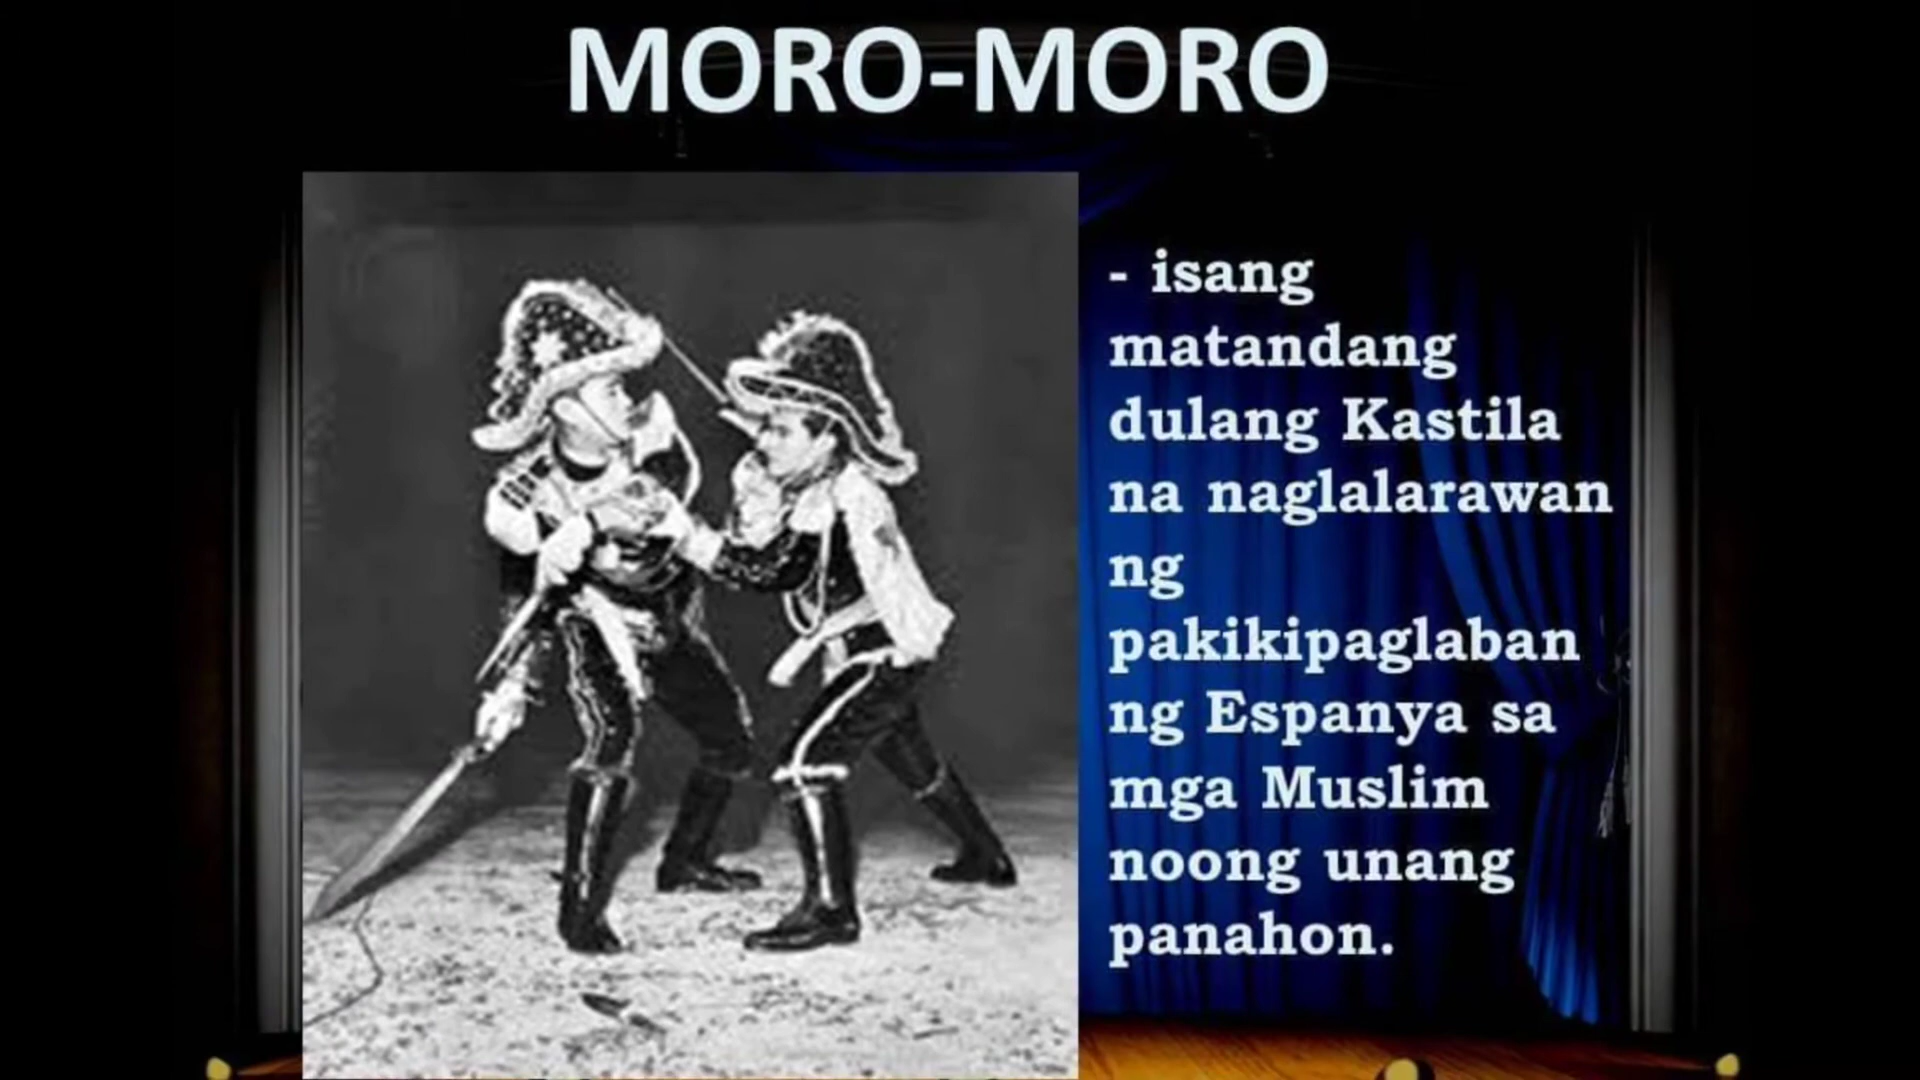 MORO-MORO
- isang
matandang
dulang Kastila
na naglalarawan
ng
pakikipaglaban
ng Espanya sa
mga Muslim
noong unang
panahon.